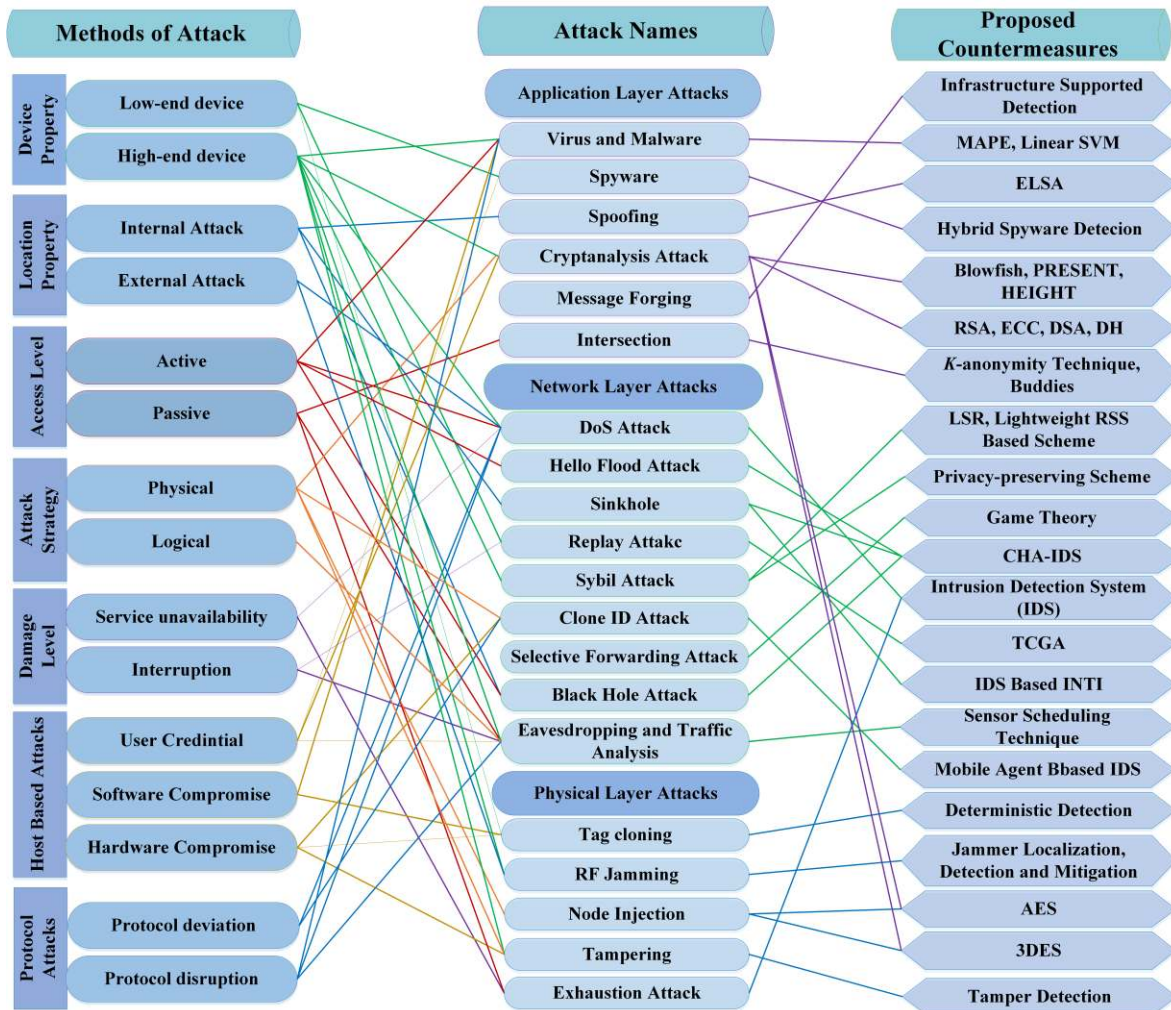 Methods of Attack
Device
Property
Low-end device
High-end device
Location
Property
Internal Attack
External Attack
Access Level
Active
Passive
Attack
Strategy
Physical
Logical
Damage
Level
Service unavailability
Interruption
Host Based Attacks
User Credintial
Software Compromise
Hardware Compromise
Protocol
Attacks
Protocol deviation
Protocol disruption
Attack Names
Application Layer Attacks
Virus and Malware
Spyware
Spoofing
Cryptanalysis Attack
Message Forging
Intersection
Network Layer Attacks
DoS Attack
Hello Flood Attack
Sinkhole
Replay Attakc
Sybil Attack
Clone ID Attack
Selective Forwarding Attack
Black Hole Attack
Eavesdropping and Traffic
Analysis
Physical Layer Attacks
Tag cloning
RF Jamming
Node Injection
Tampering
Exhaustion Attack
Proposed
Countermeasures
Infrastructure Supported
Detection
MAPE, Linear SVM
ELSA
Hybrid Spyware Detecion
Blowfish, PRESENT,
HEIGHT
RSA, ECC, DSA, DH
K-anonymity Technique,
Buddies
LSR, Lightweight RSS
Based Scheme
Privacy-preserving Scheme
Game Theory
CHA-IDS
Intrusion Detection System
(IDS)
TCGA
IDS Based INTI
Sensor Scheduling
Technique
Mobile Agent Bbased IDS
Deterministic Detection
Jammer Localization,
Detection and Mitigation
AES
3DES
Tamper Detection